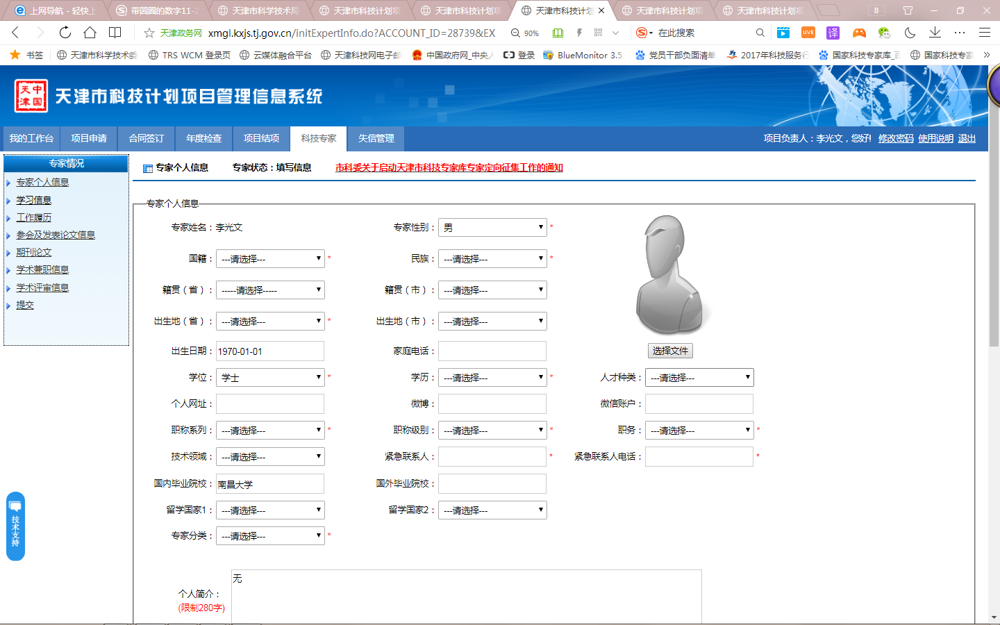 上网导航 - 轻快上
带圆圈的数字11-2
天津市科学技术局
天津市科技计划项
天津市科技计划项
天津市科技计划
天津市科技计划项
天津市科技计划项
8
天津政务网 xmgl.kxjs.tj.gov.cn/initExpertInfo.do?ACCOUNT_ID=28739&EX
90%
在此搜索
LIVE
译
书签
天津市科学技术委
TRS WCM 登录页
云媒体融合平台
天津科技网电子邮
中国政府网_中央人
登录
BlueMonitor 3.5
党员干部负面清单
2017年科技服务行
国家科技专家库_百
国家科技专家
中国天津
天津市科技计划项目管理信息系统
我的工作台 项目申请 合同签订 年度检查 项目结项 科技专家 失信管理
项目负责人：李光文，您好! 修改密码 使用说明 退出
专家情况
专家个人信息
学习信息
工作履历
参会及发表论文信息
期刊论文
学术兼职信息
学术评审信息
提交
技术支持
专家个人信息 专家状态：填写信息 市科委关于启动天津市科技专家库专家定向征集工作的通知
专家个人信息
专家姓名：李光文 专家性别：男 *
国籍：---请选择--- * 民族：---请选择--- *
籍贯（省）：-----请选择----- 籍贯（市）：---请选择---
出生地（省）：---请选择--- * 出生地（市）：---请选择---
出生日期：1970-01-01 家庭电话： 选择文件
学位：学士 * 学历：---请选择--- * 人才种类：---请选择---
个人网址： 微博： 微信账户：
职称系列：---请选择--- * 职称级别：---请选择--- * 职务：---请选择--- *
技术领域：---请选择--- 紧急联系人： * 紧急联系人电话： *
国内毕业院校：南昌大学 国外毕业院校：
留学国家1：---请选择--- 留学国家2：---请选择---
专家分类：---请选择--- *
个人简介：
(限制280字)
无